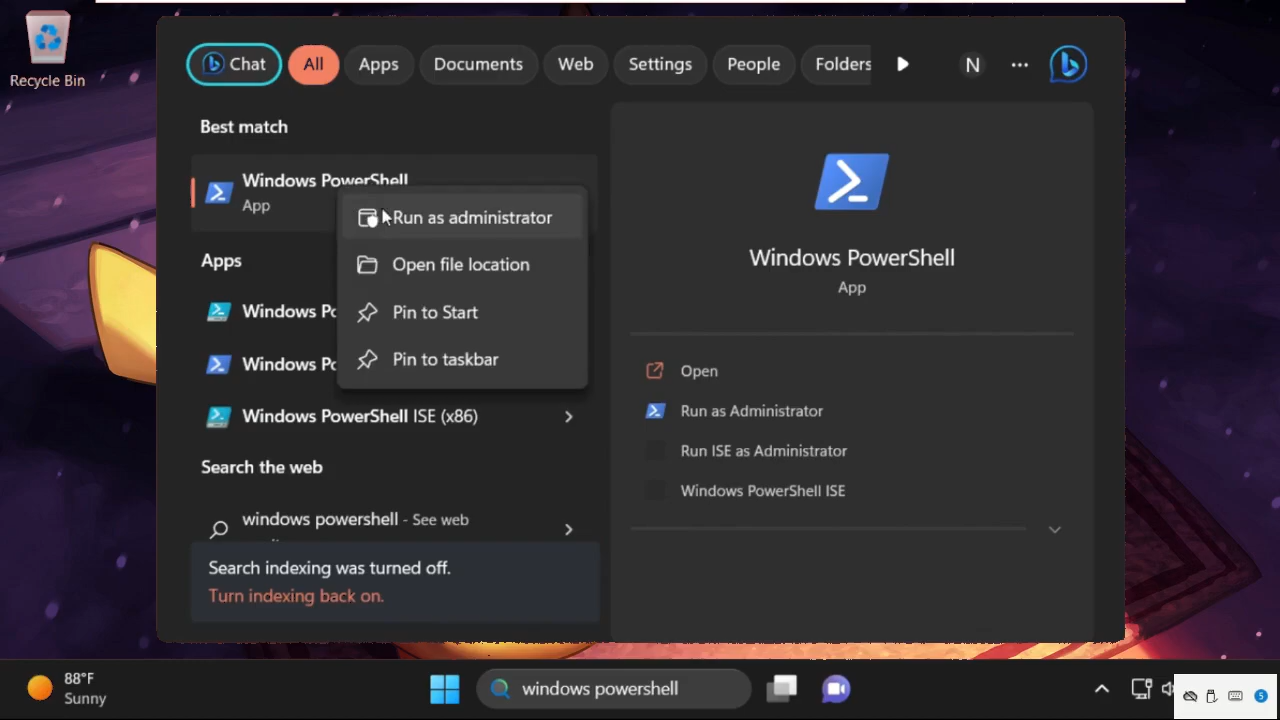 Recycle Bin
Chat
All
Apps
Documents
Web
Settings
People
Folders
N
Best match
Windows PowerShell
App
Run as administrator
Open file location
Pin to Start
Pin to taskbar
Apps
Windows
Windows
Windows PowerShell ISE (x86)
Search the web
windows powershell - See web
Search indexing was turned off.
Turn indexing back on.
Windows PowerShell
App
Open
Run as Administrator
Run ISE as Administrator
Windows PowerShell ISE
88°F
Sunny
windows powershell
5